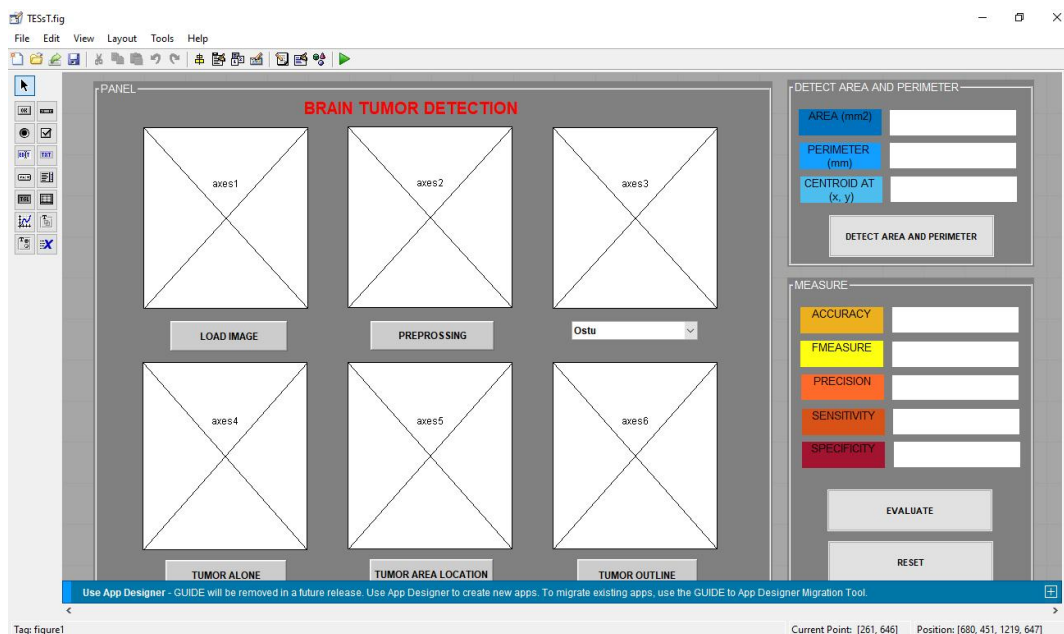 TESsT.fig
File Edit View Layout Tools Help
PANEL
BRAIN TUMOR DETECTION
axes1
axes2
axes3
LOAD IMAGE
PREPROSSING
Ostu
axes4
axes5
axes6
TUMOR ALONE
TUMOR AREA LOCATION
TUMOR OUTLINE
DETECT AREA AND PERIMETER
AREA (mm2)
PERIMETER
(mm)
CENTROID AT
(x, y)
DETECT AREA AND PERIMETER
MEASURE
ACCURACY
FMEASURE
PRECISION
SENSITIVITY
SPECIFICITY
EVALUATE
RESET
Use App Designer - GUIDE will be removed in a future release. Use App Designer to create new apps. To migrate existing apps, use the GUIDE to App Designer Migration Tool.
Tag: figure1
Current Point: [261, 646] Position: [680, 451, 1219, 647]